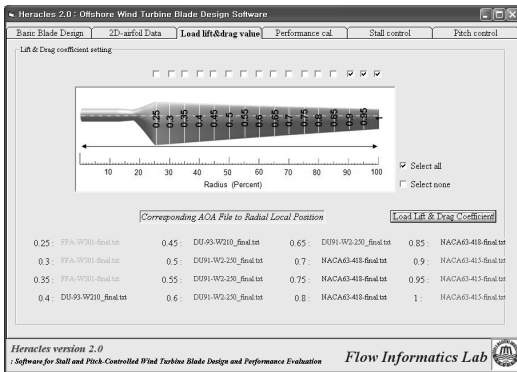 Heracles 2.0 : Offshore Wind Turbine Blade Design Software
Basic Blade Design 2D-airfoil Data Load lift&drag value Performance cal. Stall control Pitch control
Lift & Drag coefficient setting
0.25 0.3 0.35 0.4 0.45 0.5 0.55 0.6 0.65 0.7 0.75 0.8 0.85 0.9 0.95 1
10 20 30 40 50 60 70 80 90 100
Radius (Percent)
Select all
Select none
Corresponding AOA File to Radial Local Position
Load Lift & Drag Coefficient
0.25 : FFA-W301-final.txt 0.45 : DU-93-W210_final.txt 0.65 : DU91-W2-250_final.txt 0.85 : NACA63-418-final.txt
0.3 : FFA-W301-final.txt 0.5 : DU91-W2-250_final.txt 0.7 : NACA63-418-final.txt 0.9 : NACA63-415-final.txt
0.35 : FFA-W301-final.txt 0.55 : DU91-W2-250_final.txt 0.75 : NACA63-418-final.txt 0.95 : NACA63-415-final.txt
0.4 : DU-93-W210_final.txt 0.6 : DU91-W2-250_final.txt 0.8 : NACA63-418-final.txt 1 : NACA63-415-final.txt
Heracles version 2.0
: Software for Stall and Pitch-Controlled Wind Turbine Blade Design and Performance Evaluation
Flow Informatics Lab